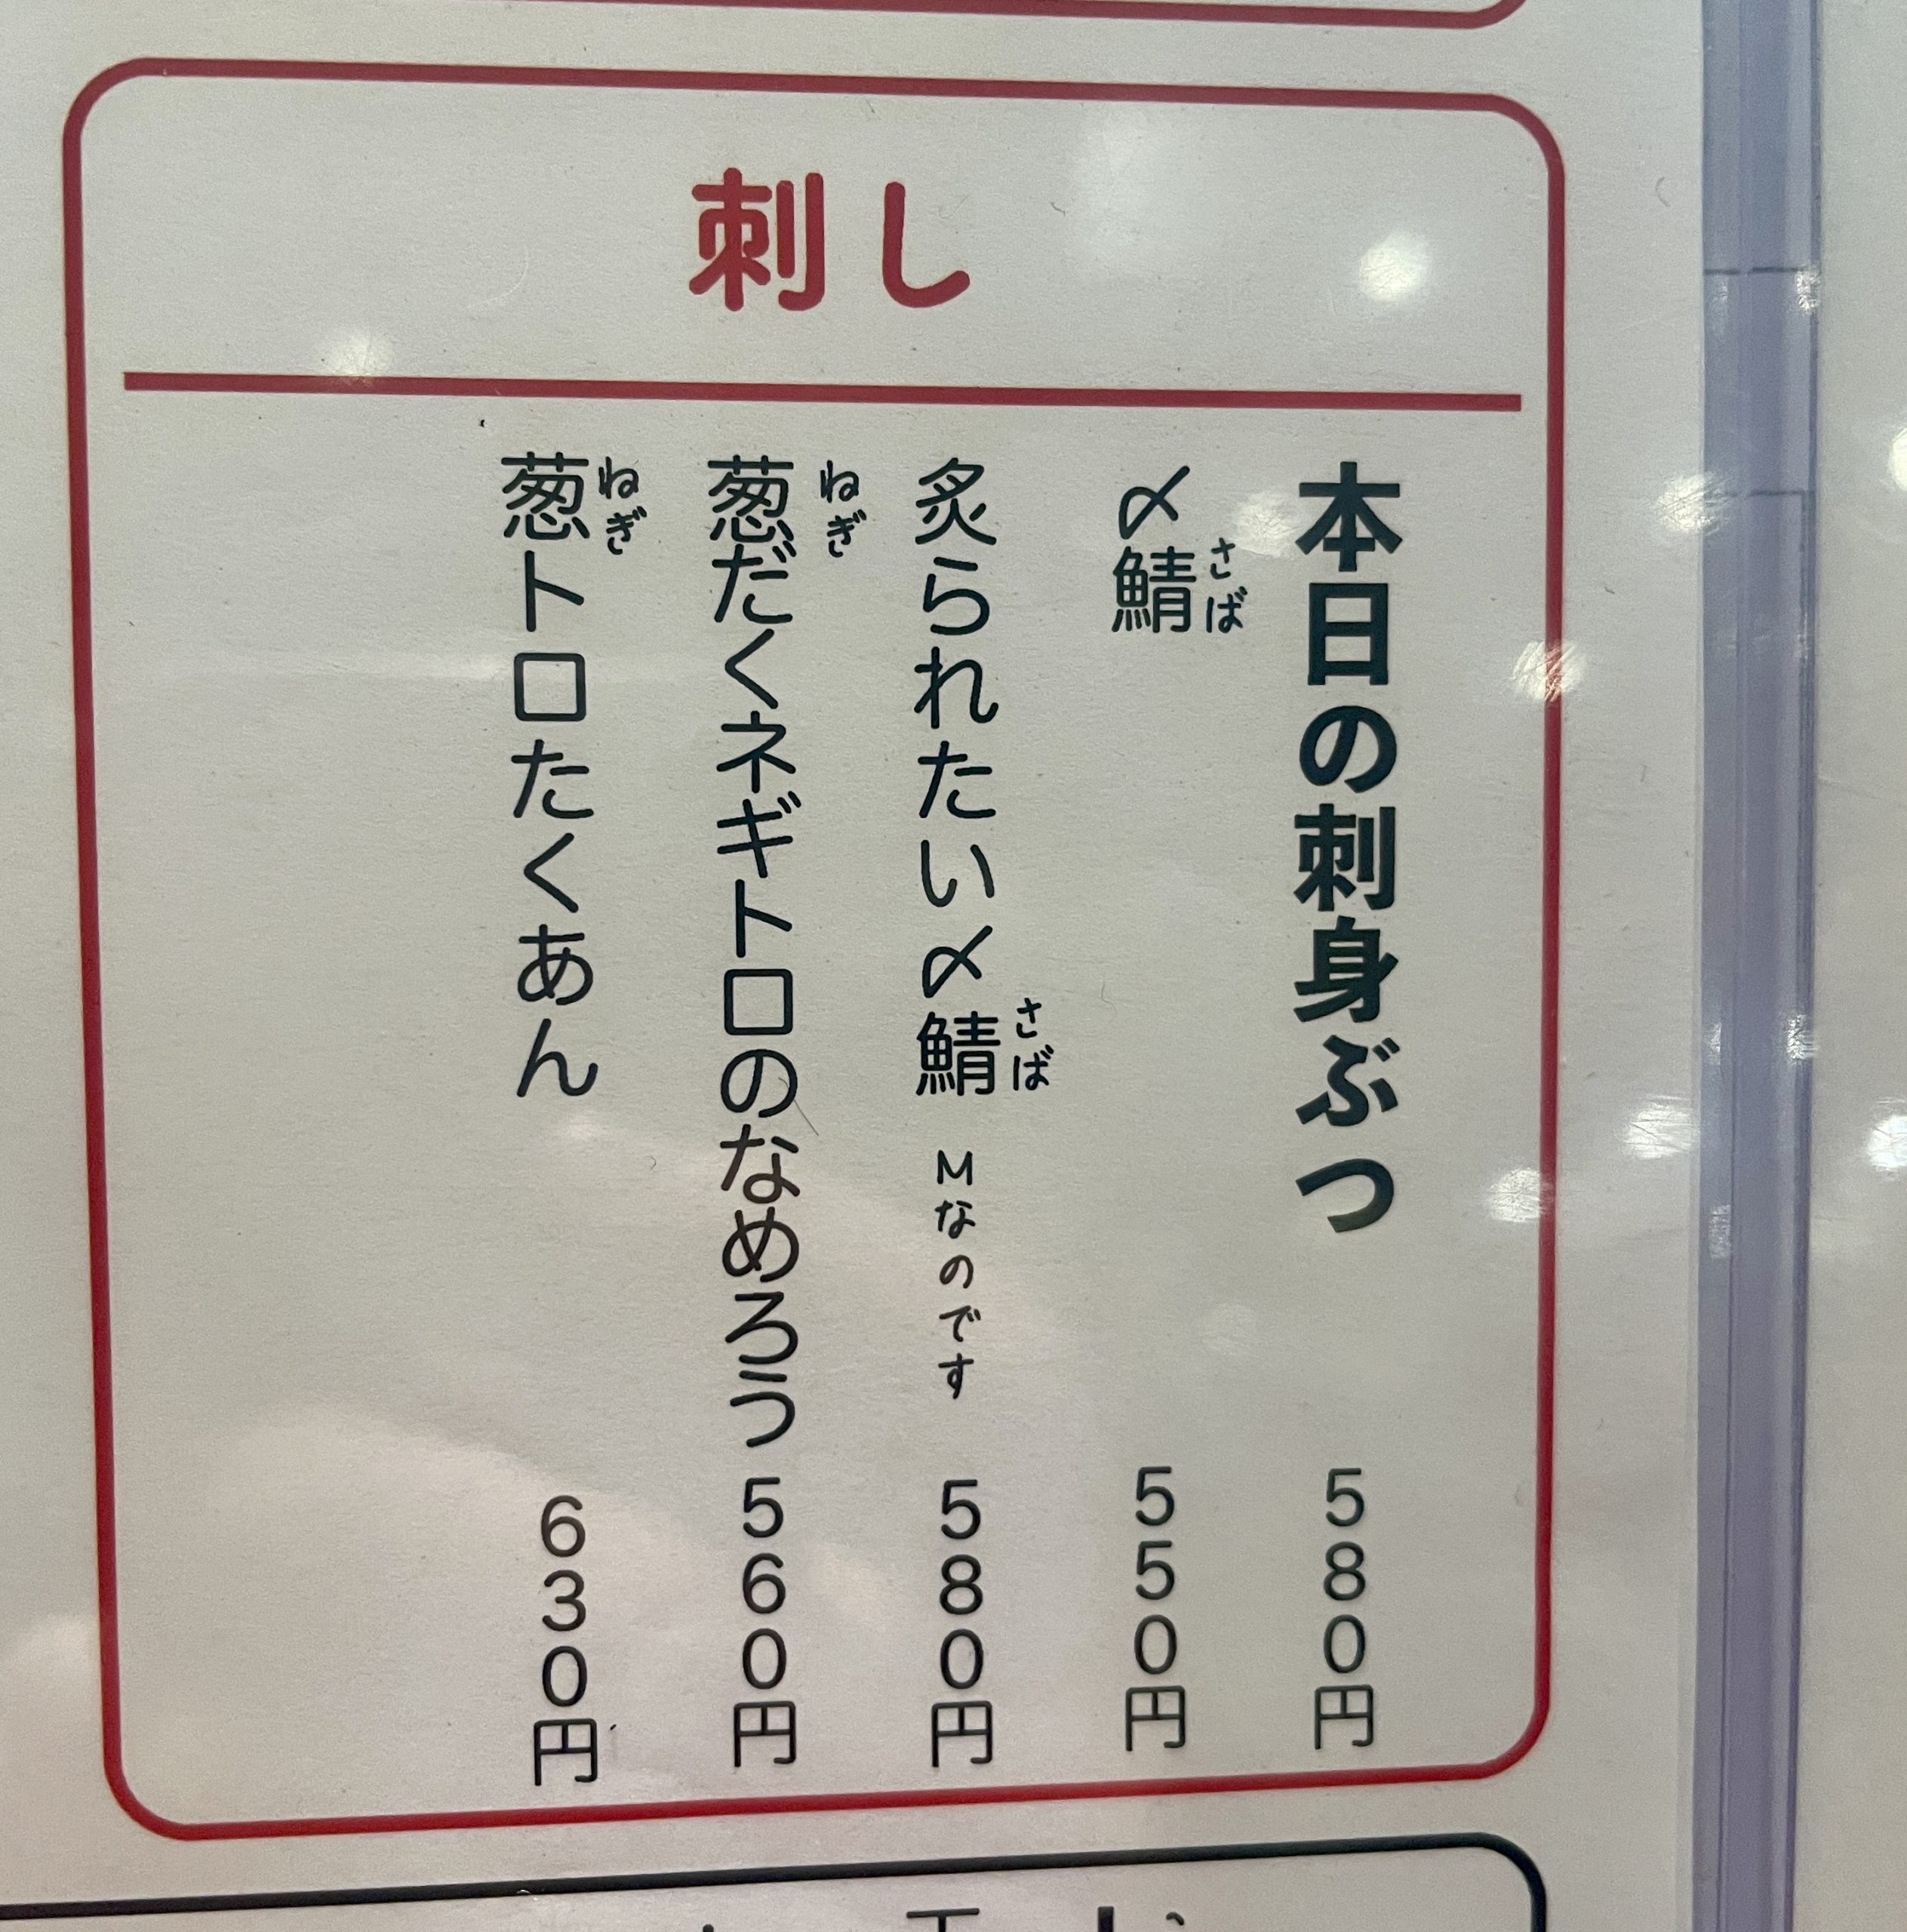 刺し
本日の刺身ぶつ 580円
〆鯖 550円
さば
炙られたい〆鯖 Mなのです 580円
さば
葱だくネギトロのなめろう 560円
ねぎ
葱トロたくあん 630円
ねぎ